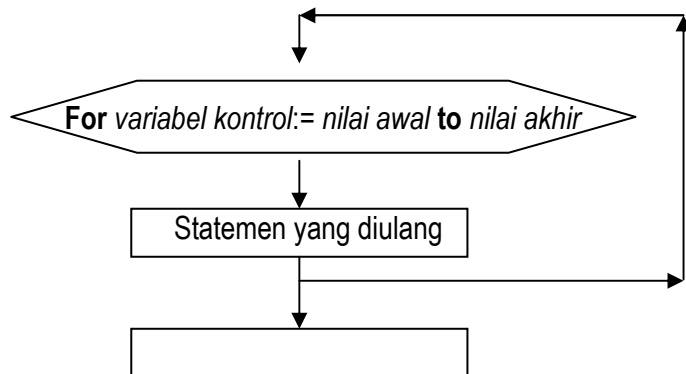 For variabel kontrol:= nilai awal to nilai akhir
Statemen yang diulang